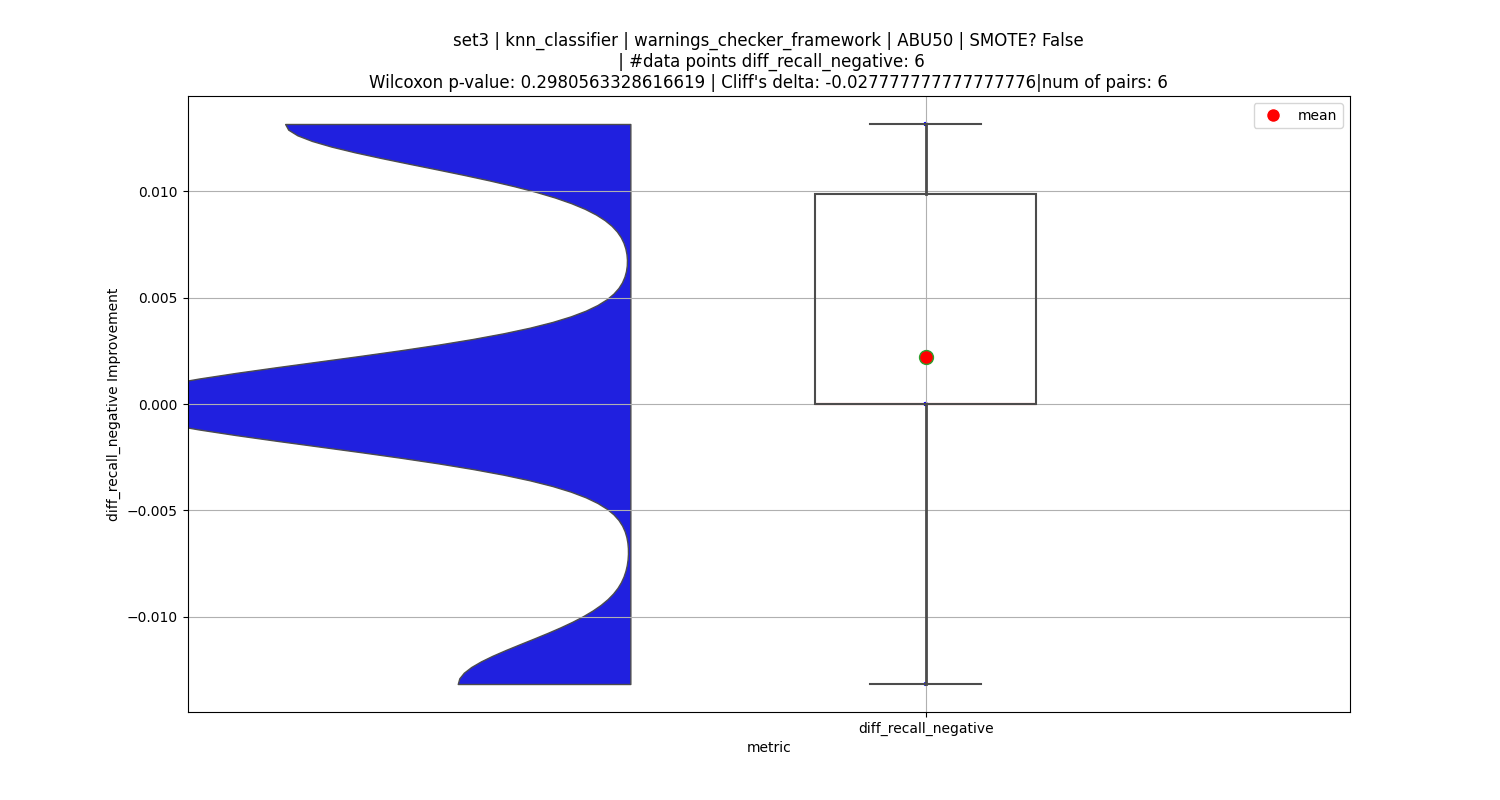 set3 | knn_classifier | warnings_checker_framework | ABU50 | SMOTE? False
| #data points diff_recall_negative: 6
Wilcoxon p-value: 0.2980563328616619 | Cliff's delta: -0.027777777777777776|num of pairs: 6
mean
0.010
0.005
0.000
−0.005
−0.010
diff_recall_negative Improvement
diff_recall_negative
metric